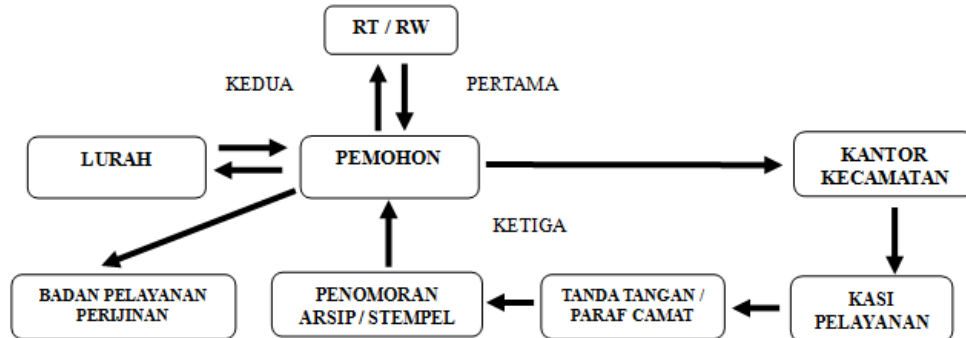 RT / RW
KEDUA
PERTAMA
LURAH
PEMOHON
KANTOR
KECAMATAN
KETIGA
BADAN PELAYANAN
PERIJINAN
PENOMORAN
ARSIP / STEMPEL
TANDA TANGAN /
PARAF CAMAT
KASI
PELAYANAN